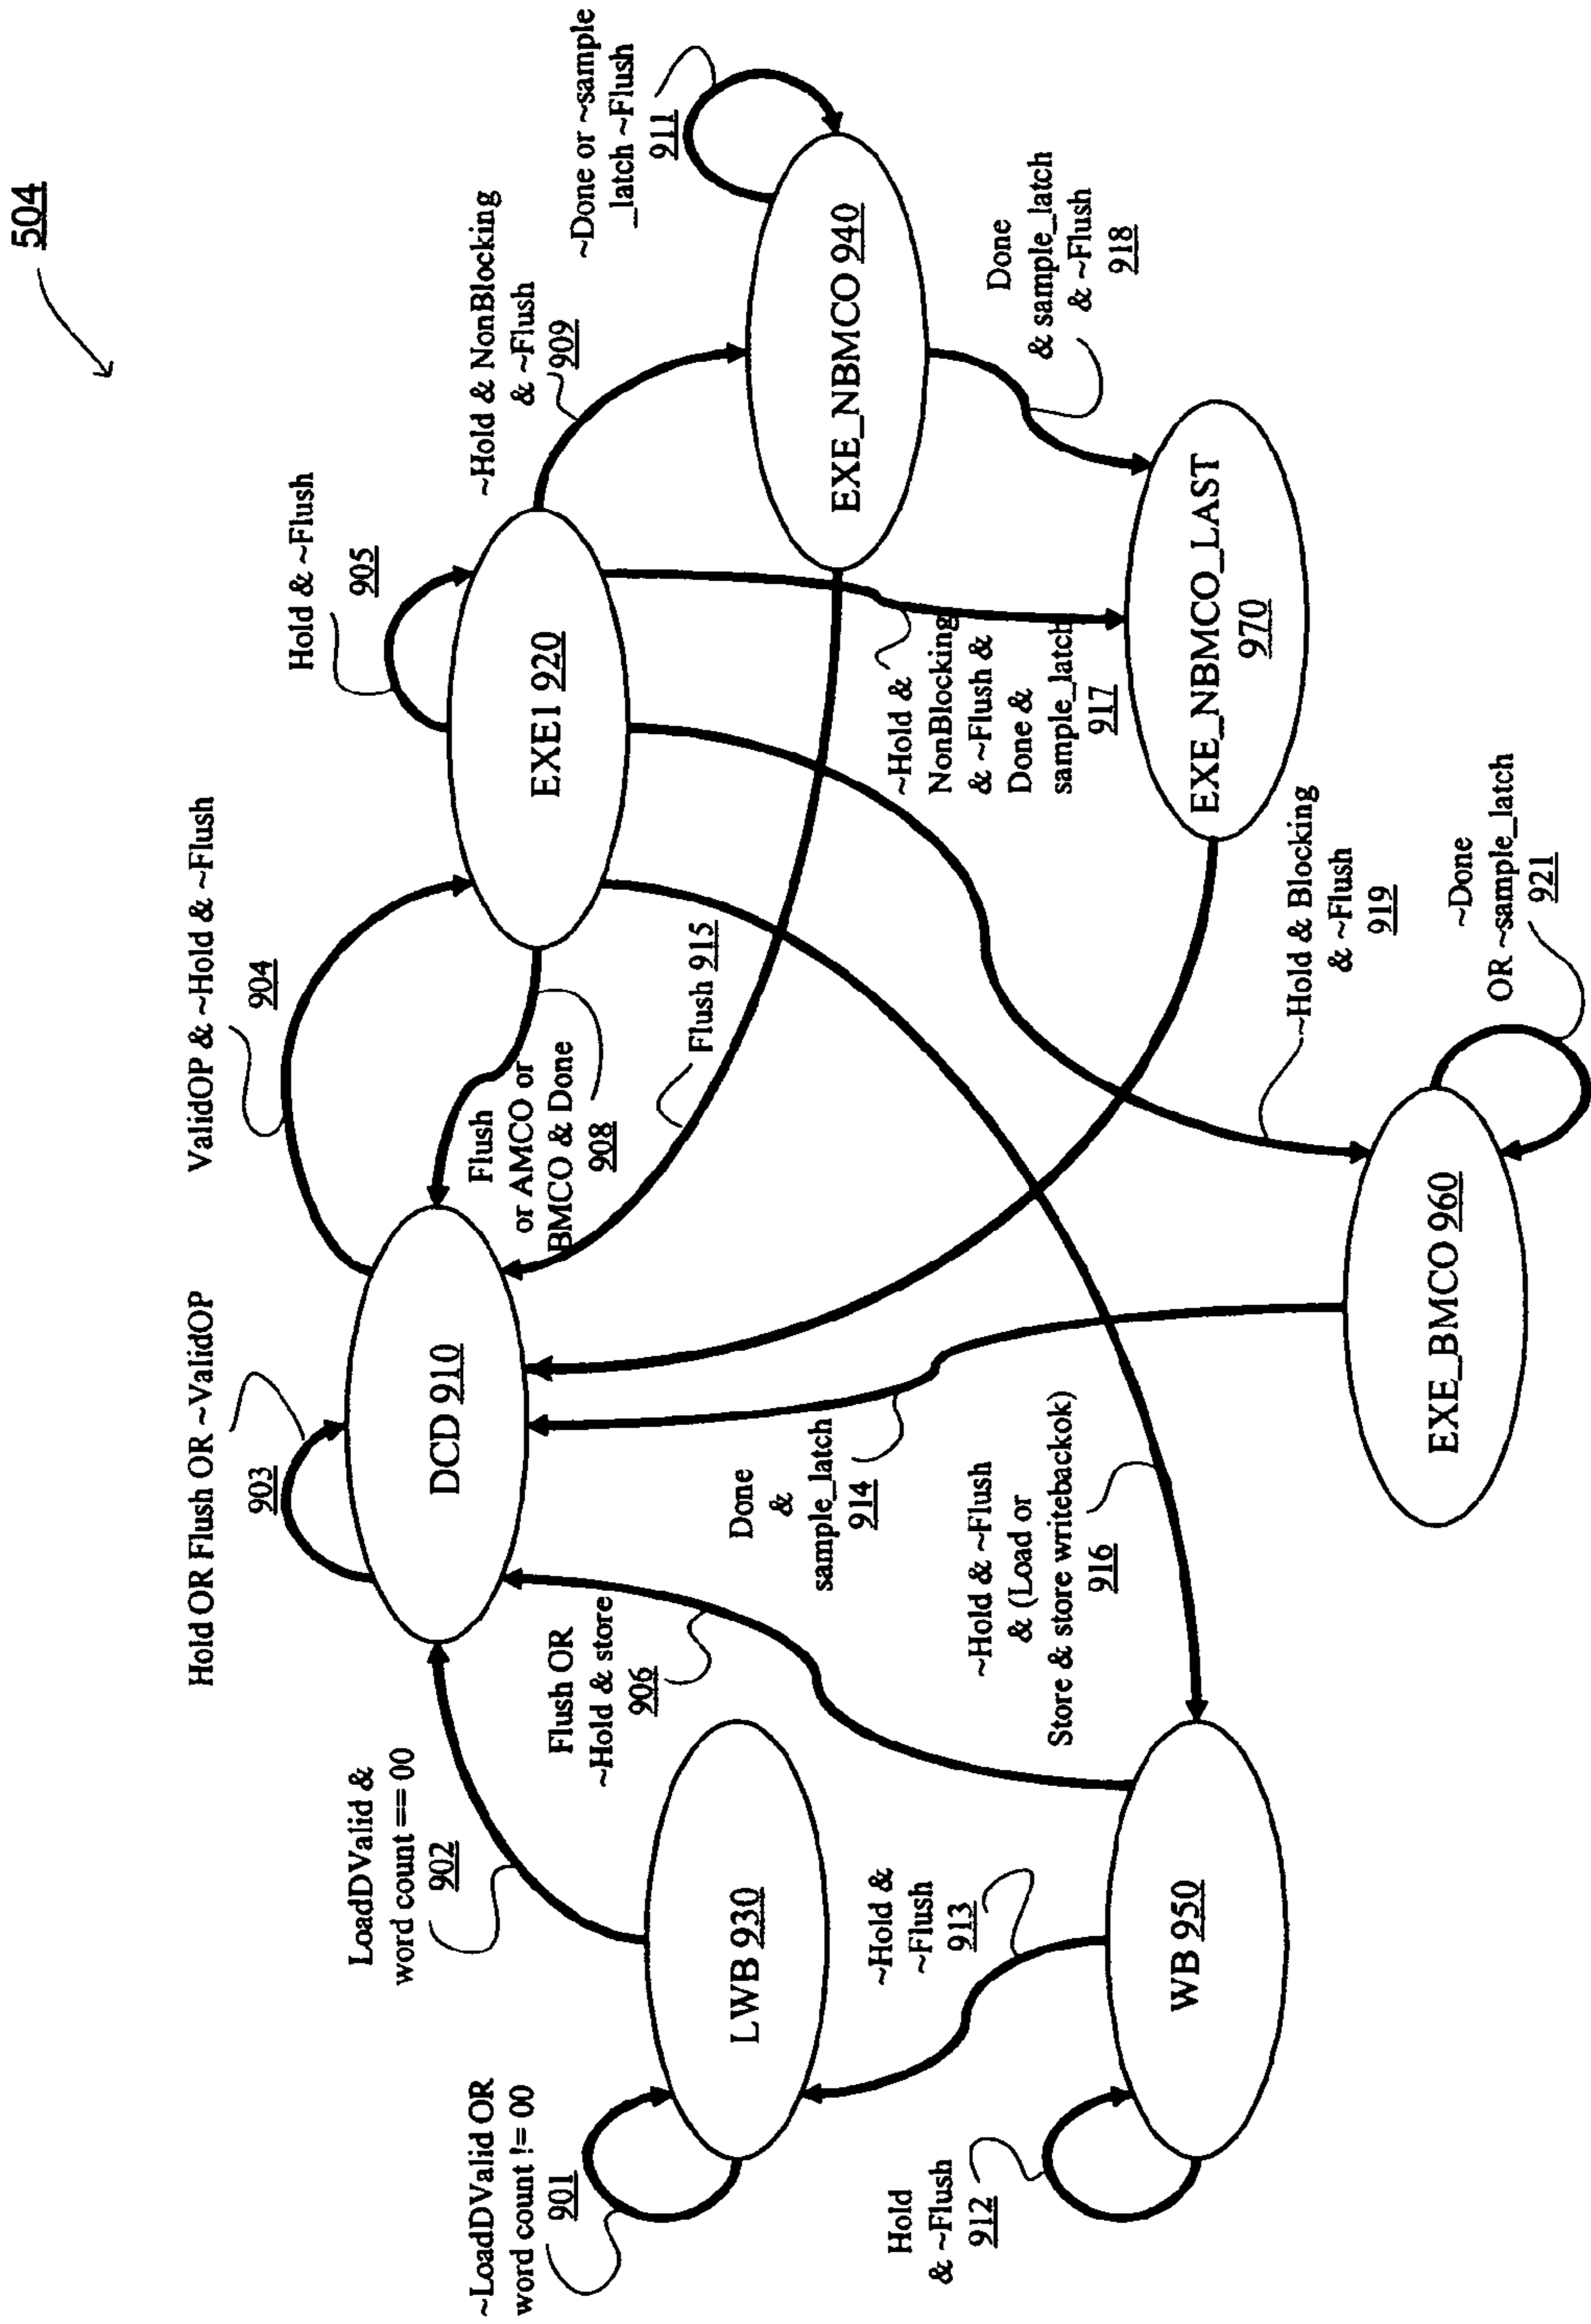 504
Hold OR Flush OR ~ValidOP
903
ValidOP & ~Hold & ~Flush
904
Hold & ~Flush
905
~Hold & NonBlocking
& ~Flush
909
~Done or ~sample
_latch ~Flush
911
LoadDValid &
word count == 00
902
DCD 910
Flush
or AMCO or
BMCO & Done
908
EXE1 920
~LoadDValid OR
word count != 00
901
LWB 930
Flush OR
~Hold & store
906
Flush 915
EXE_NBMCO 940
Done
& sample_latch
& ~Flush
918
~Hold &
NonBlocking
& ~Flush &
Done &
sample_latch
917
Done
&
sample_latch
914
~Hold &
~Flush
913
Hold
& ~Flush
912
WB 950
~Hold & ~Flush
& (Load or
Store & store writebackok)
916
EXE_NBMCO_LAST
970
~Hold & Blocking
& ~Flush
919
EXE_BMCO 960
~Done
OR ~sample_latch
921